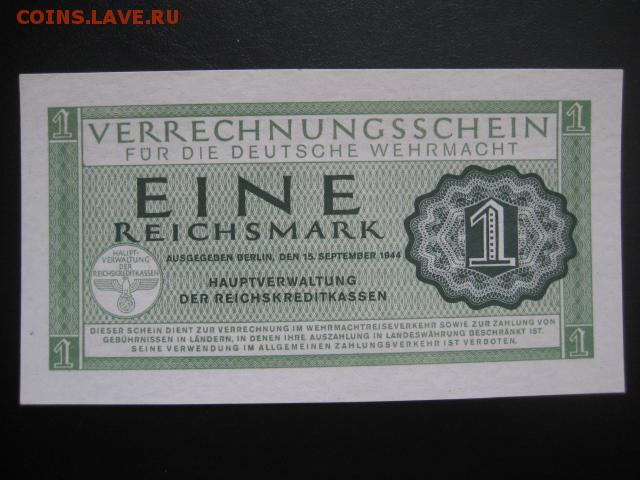 COINS.LAVE.RU
1 1
VERRECHNUNGSSCHEIN
FÜR DIE DEUTSCHE WEHRMACHT
EINE
REICHSMARK
AUSGEGEBEN BERLIN, DEN 15. SEPTEMBER 1944
HAUPTVERWALTUNG
DER REICHSKREDITKASSEN
HAUPT-
VERWALTUNG
DER
REICHSKREDITKASSEN
1
DIESER SCHEIN DIENT ZUR VERRECHNUNG IM WEHRMACHTREISEVERKEHR SOWIE ZUR ZAHLUNG VON
GEBÜHRNISSEN IN LÄNDERN, IN DENEN IHRE AUSZAHLUNG IN LANDESWÄHRUNG BESCHRÄNKT IST.
SEINE VERWENDUNG IM ALLGEMEINEN ZAHLUNGSVERKEHR IST VERBOTEN.
1 1